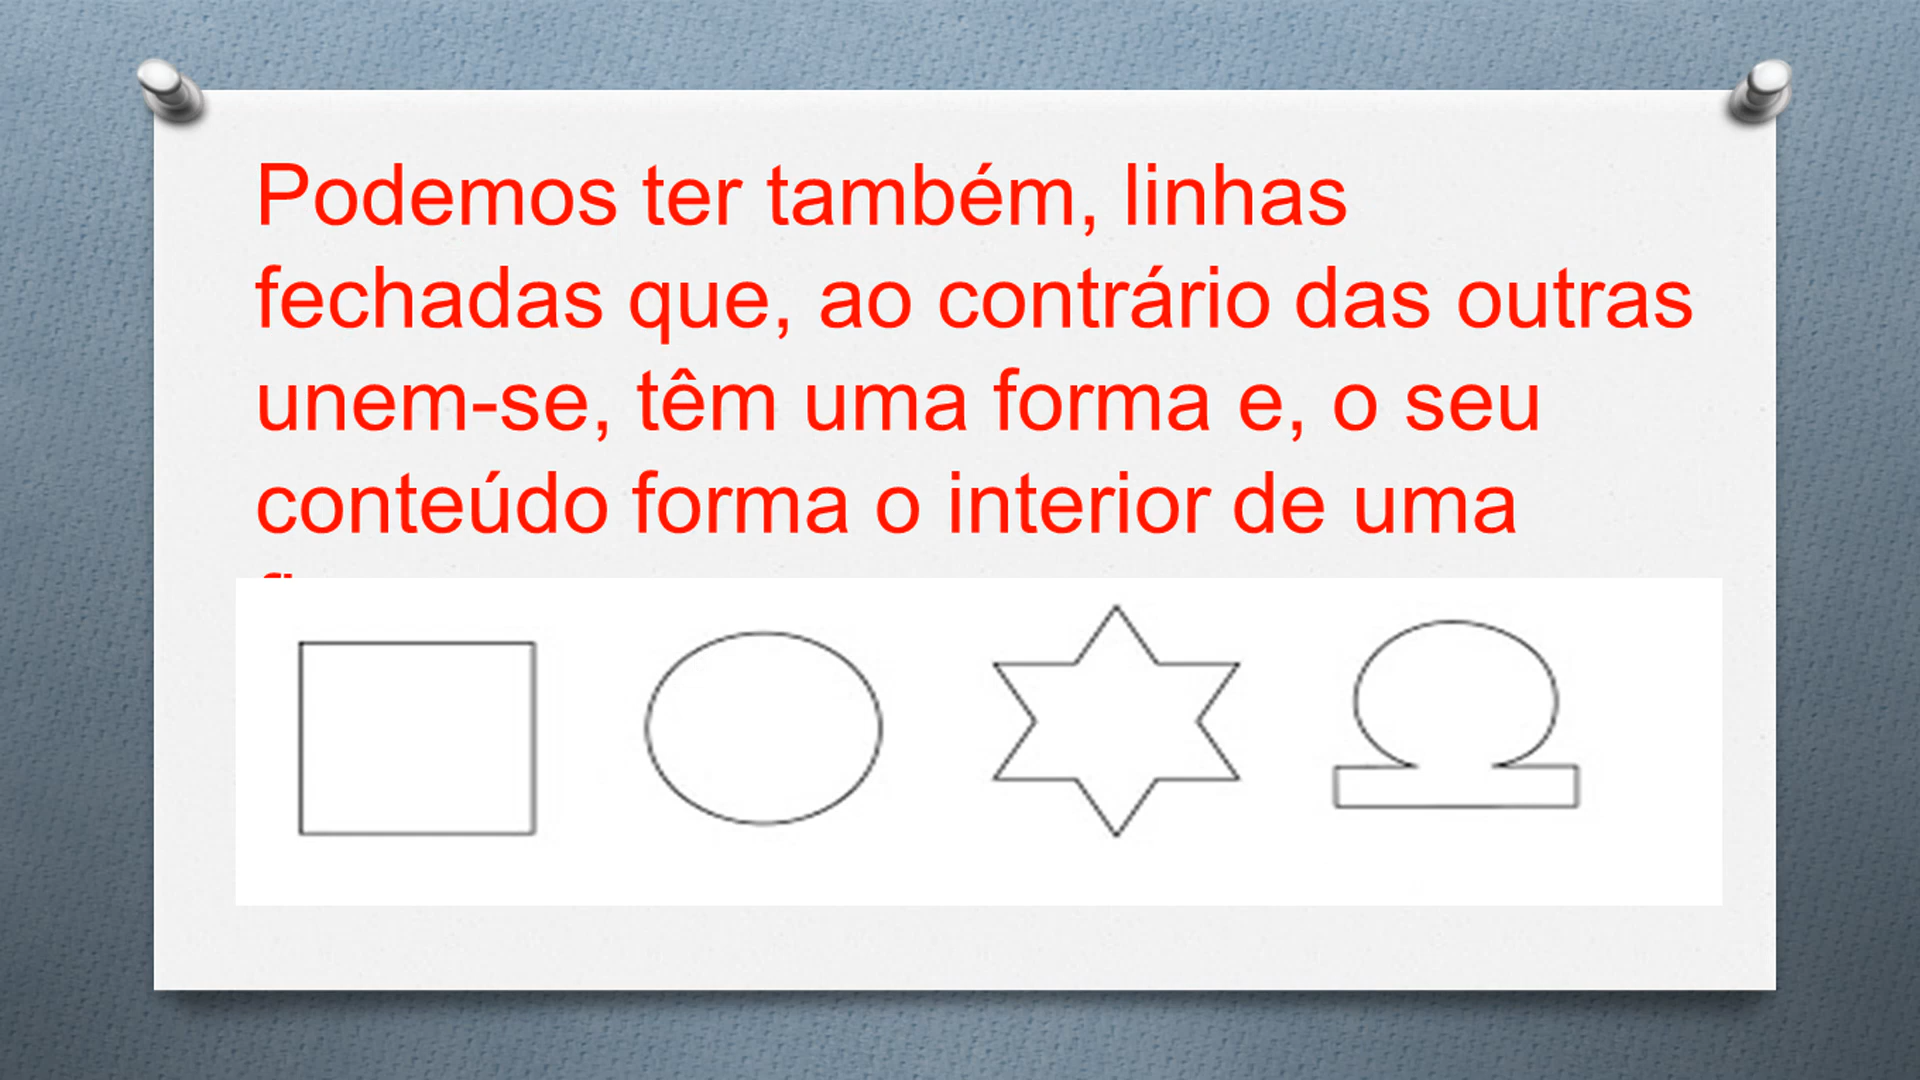 Podemos ter também, linhas
fechadas que, ao contrário das outras
unem-se, têm uma forma e, o seu
conteúdo forma o interior de uma